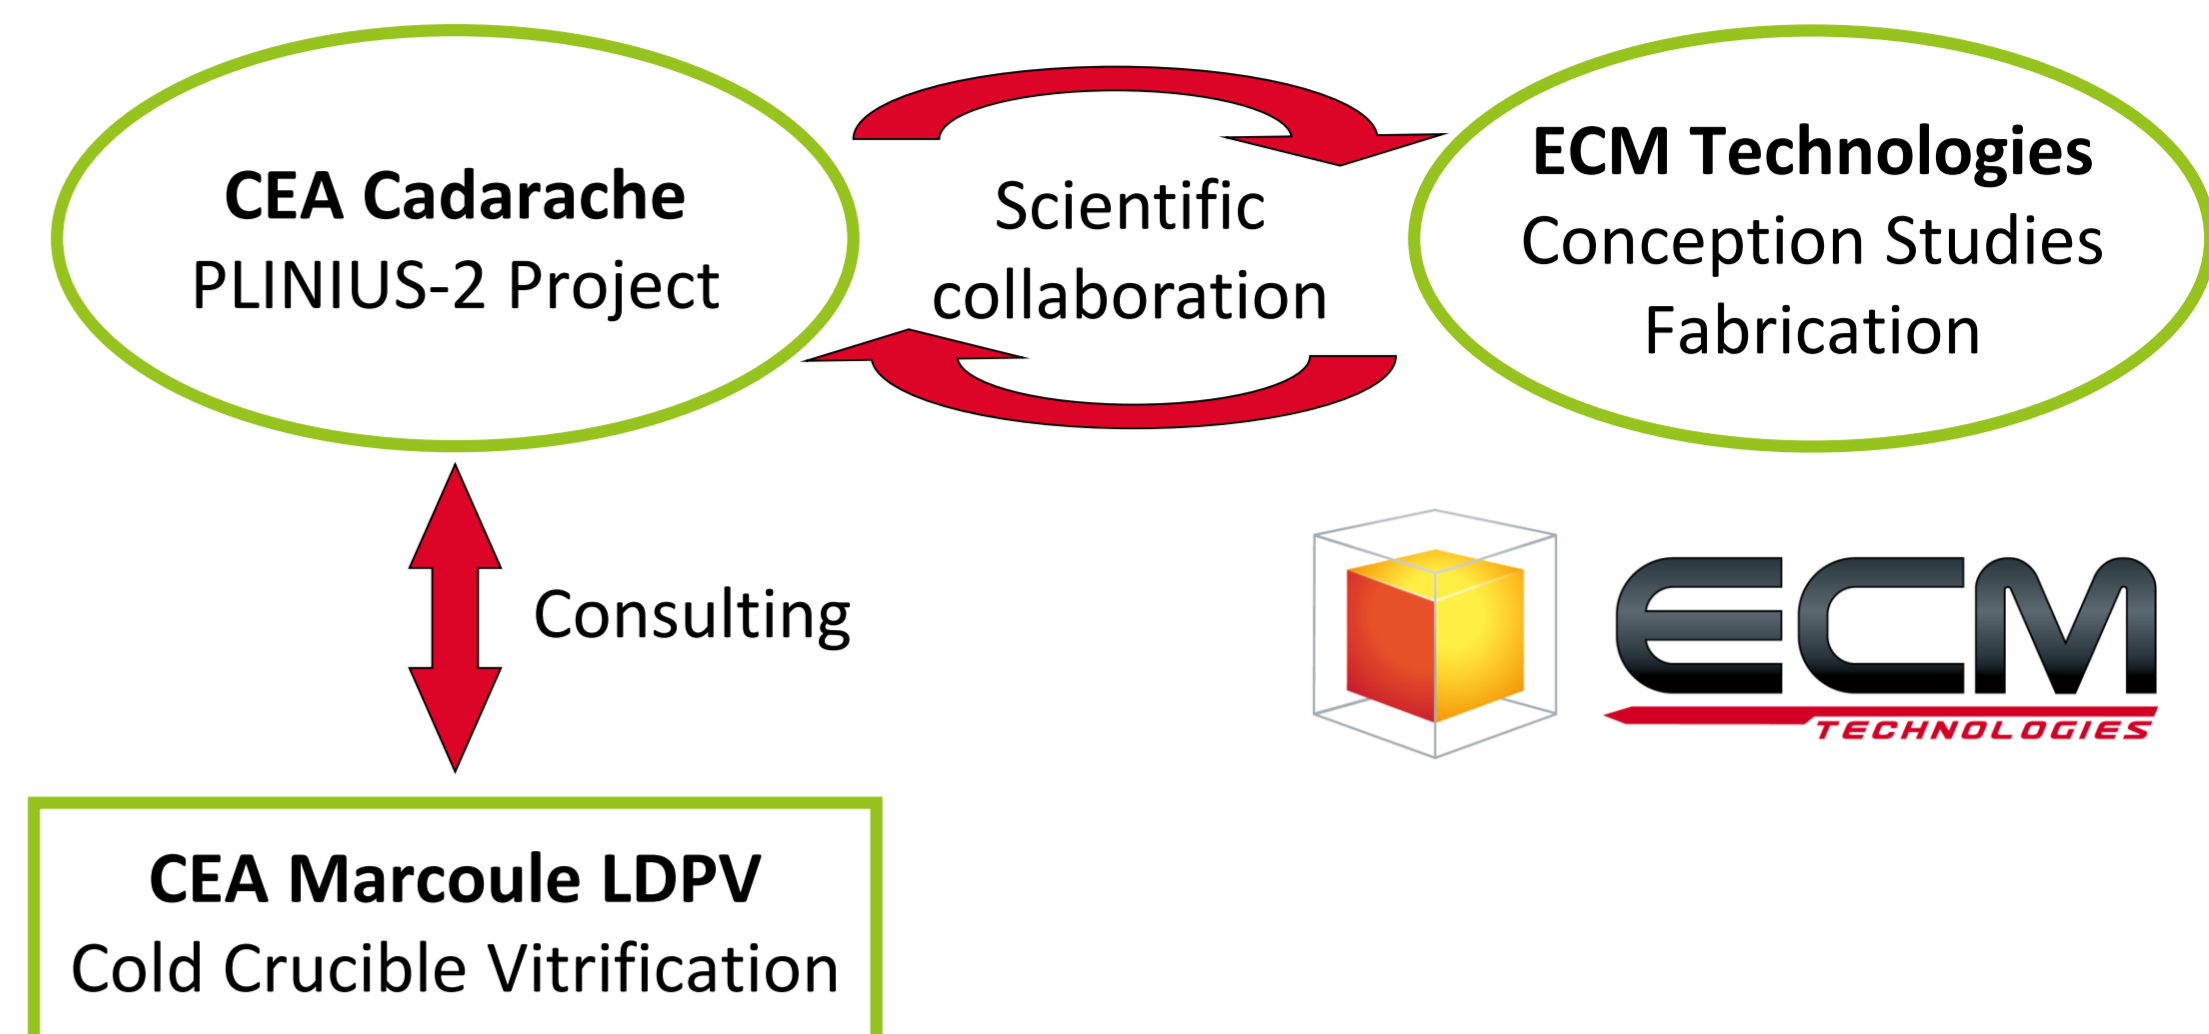 CEA Cadarache
PLINIUS-2 Project
Scientific
collaboration
ECM Technologies
Conception Studies
Fabrication
Consulting
ECM
TECHNOLOGIES
CEA Marcoule LDPV
Cold Crucible Vitrification